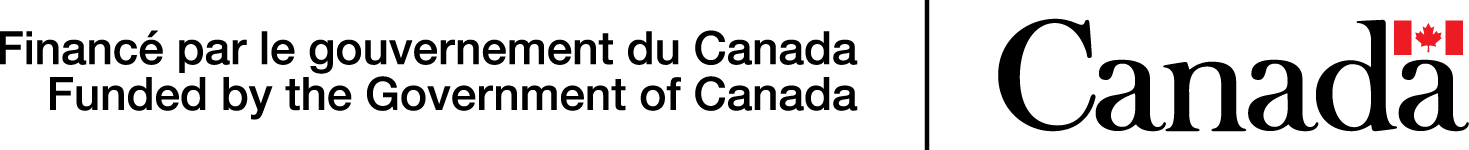 Financé par le gouvernement du Canada
Funded by the Government of Canada
Canada